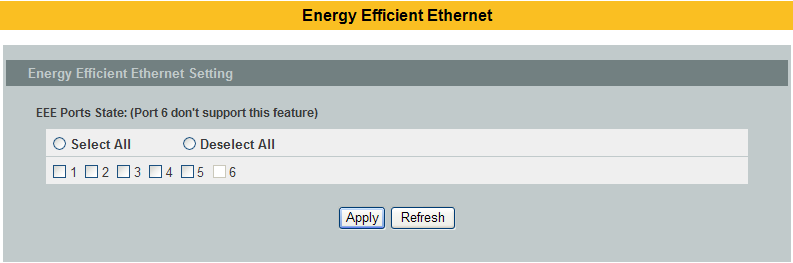 Energy Efficient Ethernet
Energy Efficient Ethernet Setting
EEE Ports State: (Port 6 don't support this feature)
Select All Deselect All
1 2 3 4 5 6
Apply Refresh